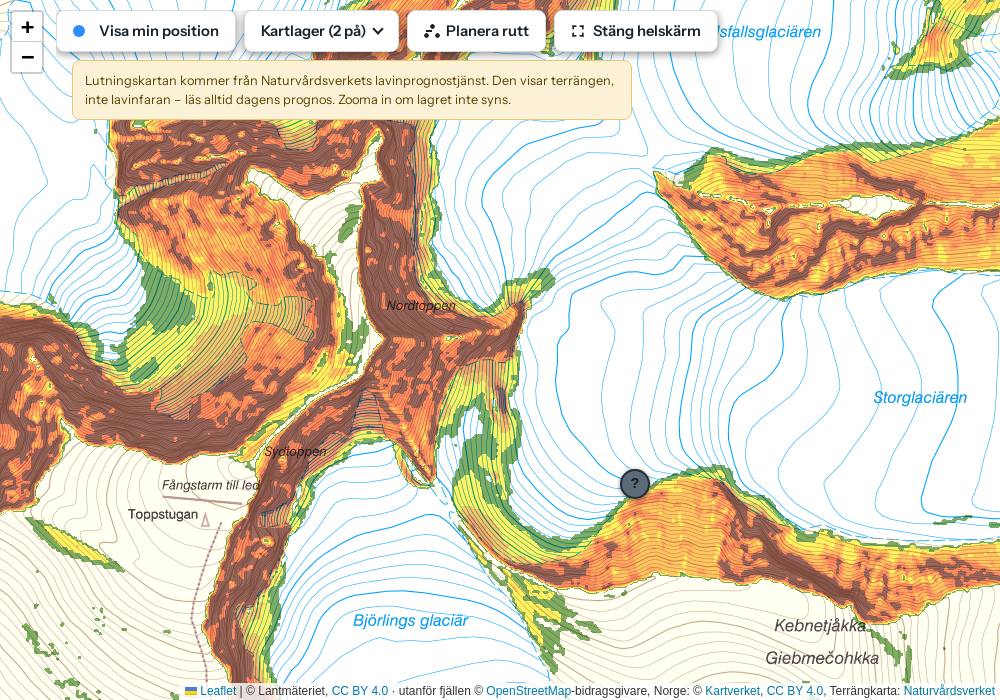 +
−
Visa min position
Kartlager (2 på)
Planera rutt
Stäng helskärm
sfallsglaciären
Lutningskartan kommer från Naturvårdsverkets lavinprognostjänst. Den visar terrängen,
inte lavinfaran – läs alltid dagens prognos. Zooma in om lagret inte syns.
Nordtoppen
Storglaciären
Sydtoppen
Fångstarm till led
Toppstugan
?
Björlings glaciär
Kebnetjåkka
Giebmečohkka
Leaflet | © Lantmäteriet, CC BY 4.0 · utanför fjällen © OpenStreetMap-bidragsgivare, Norge: © Kartverket, CC BY 4.0, Terrängkarta: Naturvårdsverket